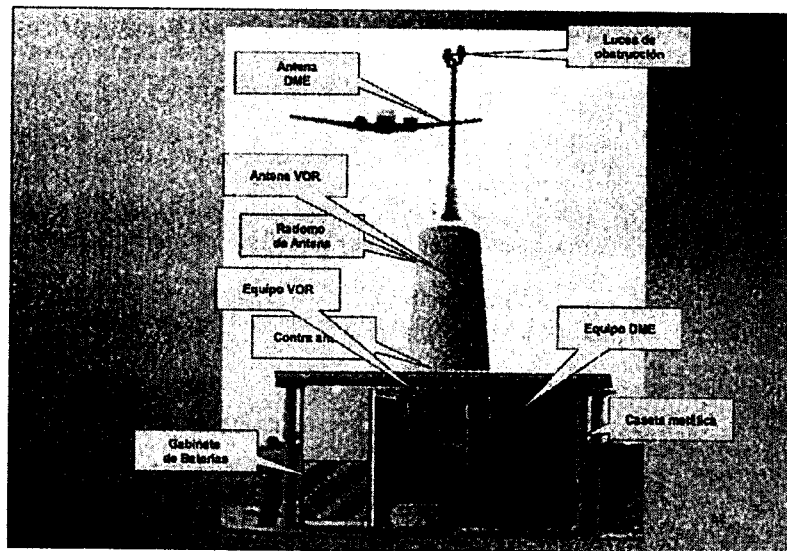 Luces de
obstrucción
Antena
DME
Antena VOR
Radomo
de Antena
Equipo VOR
Equipo DME
Contra
Caseta metálica
Gabinete
de Baterías